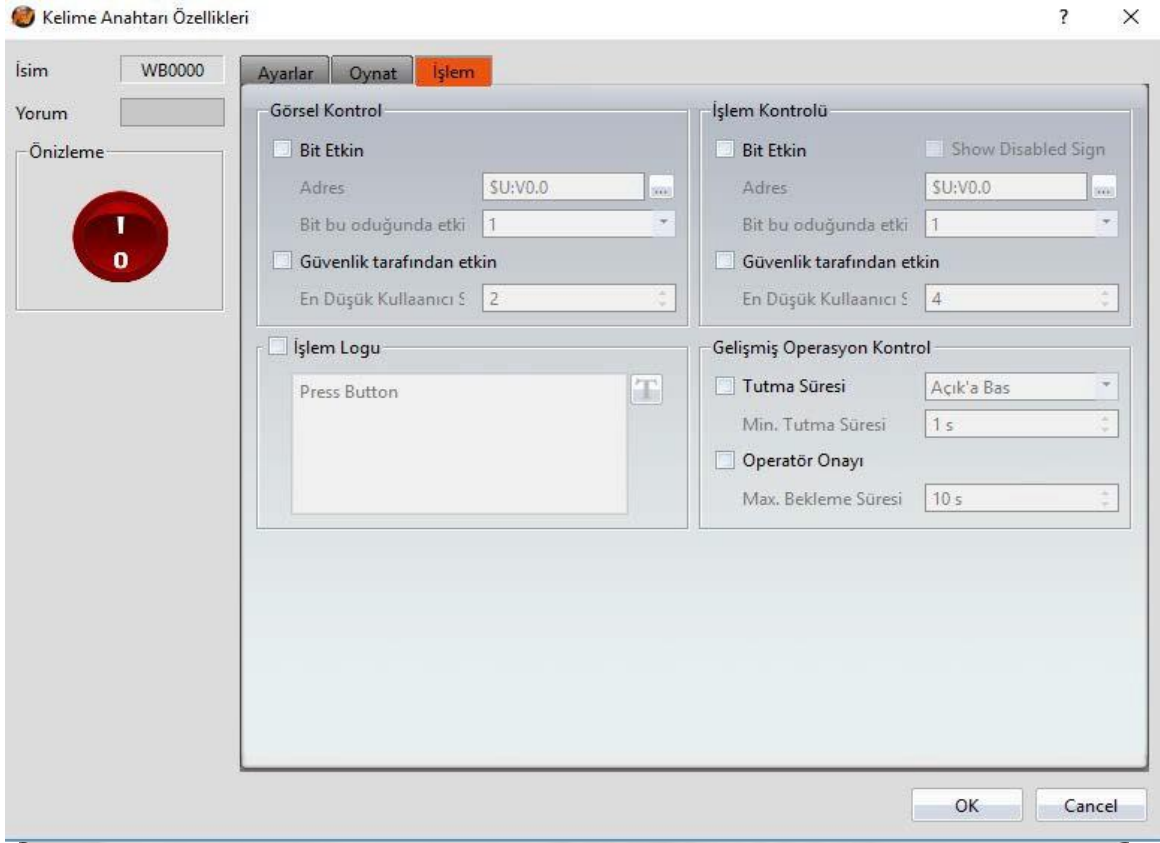 Kelime Anahtarı Özellikleri
?
İsim
WB0000
Yorum
Önizleme
I
0
Ayarlar
Oynat
İşlem
Görsel Kontrol
Bit Etkin
Adres
$U:V0.0
...
Bit bu oduğunda etki
1
Güvenlik tarafından etkin
En Düşük Kullaanıcı S
2
İşlem Kontrolü
Bit Etkin
Show Disabled Sign
Adres
$U:V0.0
...
Bit bu oduğunda etki
1
Güvenlik tarafından etkin
En Düşük Kullaanıcı S
4
İşlem Logu
Press Button
T
Gelişmiş Operasyon Kontrol
Tutma Süresi
Açık'a Bas
Min. Tutma Süresi
1 s
Operatör Onayı
Max. Bekleme Süresi
10 s
OK
Cancel